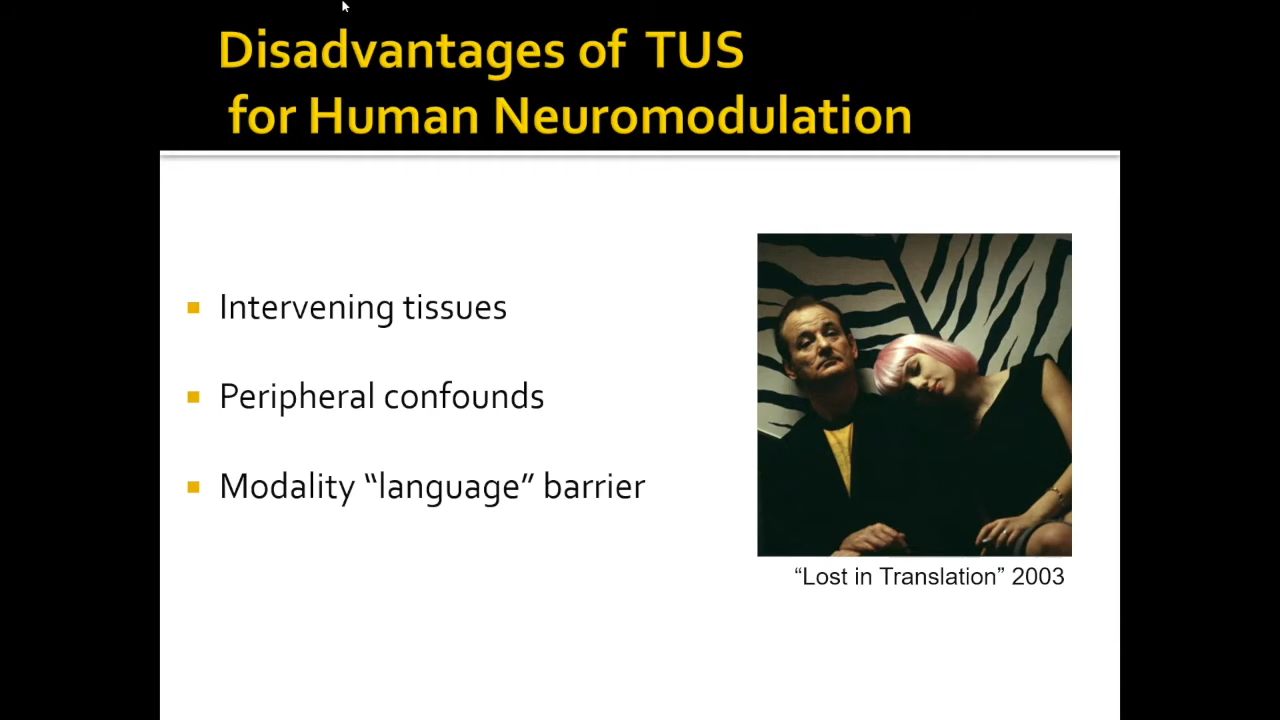 Disadvantages of TUS
for Human Neuromodulation
Intervening tissues
Peripheral confounds
Modality “language” barrier
“Lost in Translation” 2003